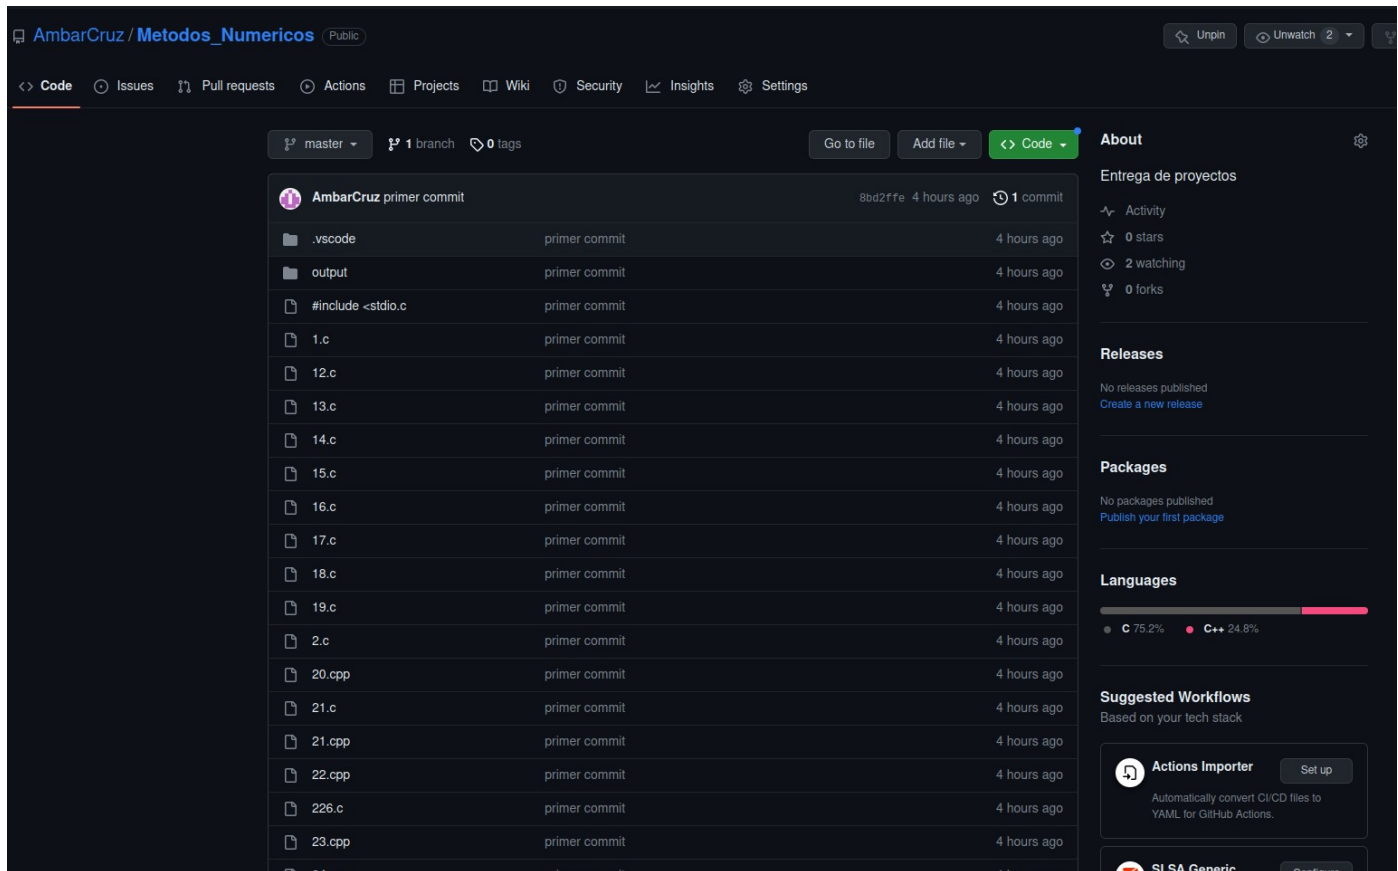 AmbarCruz / Metodos_Numericos Public
Unpin Unwatch 2
Code Issues Pull requests Actions Projects Wiki Security Insights Settings
master 1 branch 0 tags Go to file Add file <> Code
AmbarCruz primer commit 8bd2ffe 4 hours ago 1 commit
.vscode primer commit 4 hours ago
output primer commit 4 hours ago
#include <stdio.c primer commit 4 hours ago
1.c primer commit 4 hours ago
12.c primer commit 4 hours ago
13.c primer commit 4 hours ago
14.c primer commit 4 hours ago
15.c primer commit 4 hours ago
16.c primer commit 4 hours ago
17.c primer commit 4 hours ago
18.c primer commit 4 hours ago
19.c primer commit 4 hours ago
2.c primer commit 4 hours ago
20.cpp primer commit 4 hours ago
21.c primer commit 4 hours ago
21.cpp primer commit 4 hours ago
22.cpp primer commit 4 hours ago
226.c primer commit 4 hours ago
23.cpp primer commit 4 hours ago
About
Entrega de proyectos
Activity
0 stars
2 watching
0 forks
Releases
No releases published
Create a new release
Packages
No packages published
Publish your first package
Languages
C 75.2% C++ 24.8%
Suggested Workflows
Based on your tech stack
Actions Importer Set up
Automatically convert CI/CD files to
YAML for GitHub Actions.
SLSA Generic